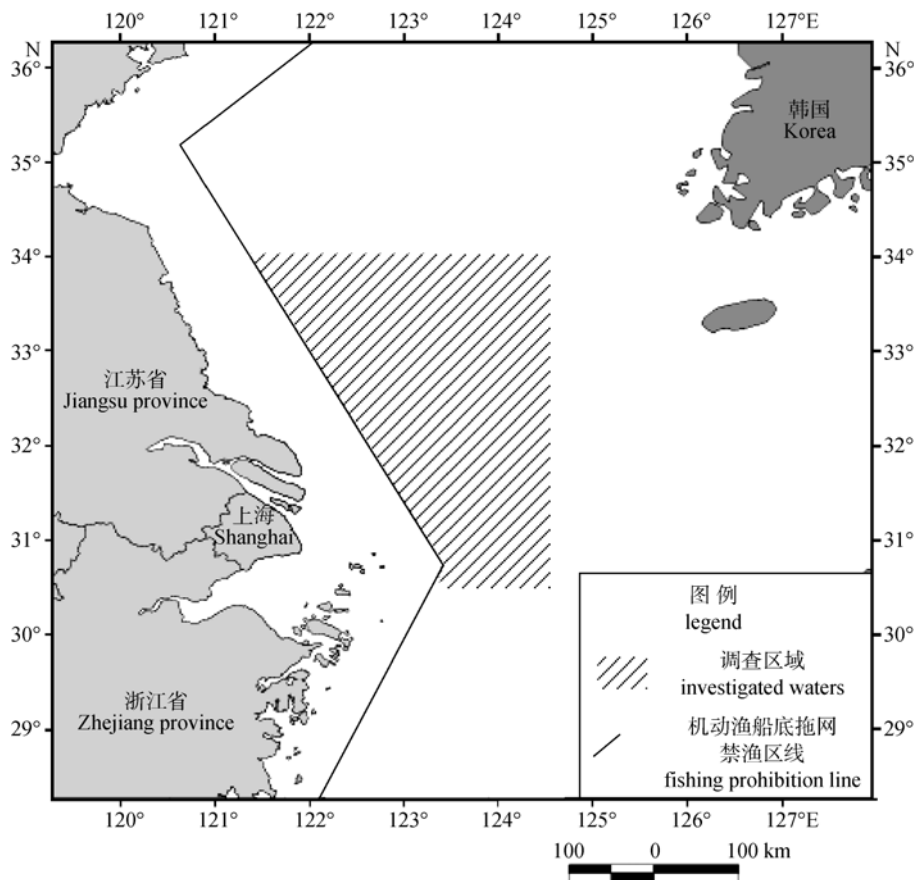 120° 121° 122° 123° 124° 125° 126° 127°E
N N
36° 36°
韩国
Korea
35° 35°
34° 34°
33° 33°
江苏省
Jiangsu province
32° 32°
上海
Shanghai
31° 31°
图 例
legend
30° 30°
调查区域
investigated waters
浙江省
Zhejiang province
29° 29°
机动渔船底拖网
禁渔区线
fishing prohibition line
120° 121° 122° 123° 124° 125° 126° 127°E
100 0 100 km